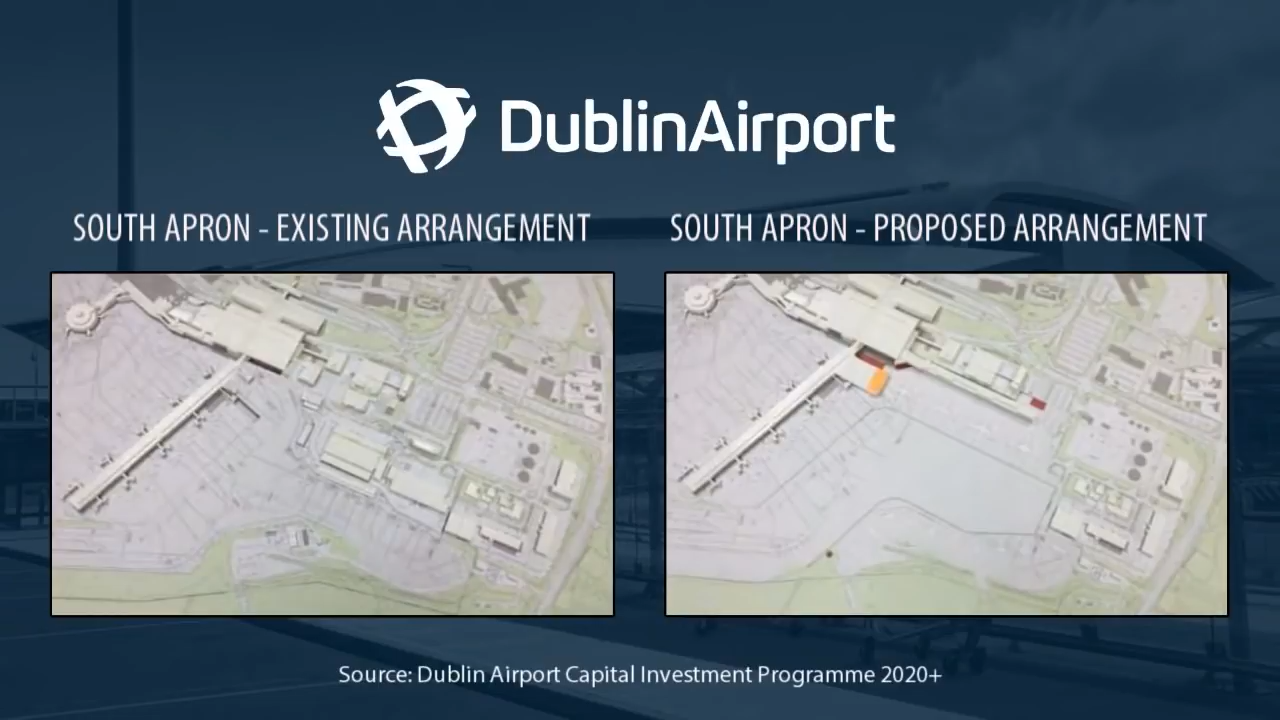 DublinAirport
SOUTH APRON - EXISTING ARRANGEMENT
SOUTH APRON - PROPOSED ARRANGEMENT
Source: Dublin Airport Capital Investment Programme 2020+